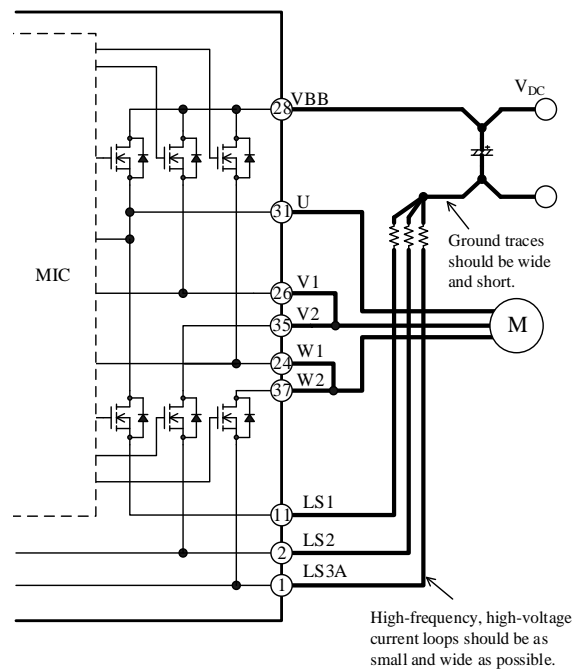 VBB
28
V
DC
U
31
Ground traces
should be wide
and short.
MIC
V1
26
V2
35
M
W1
24
W2
37
LS1
11
LS2
2
LS3A
1
High-frequency, high-voltage
current loops should be as
small and wide as possible.